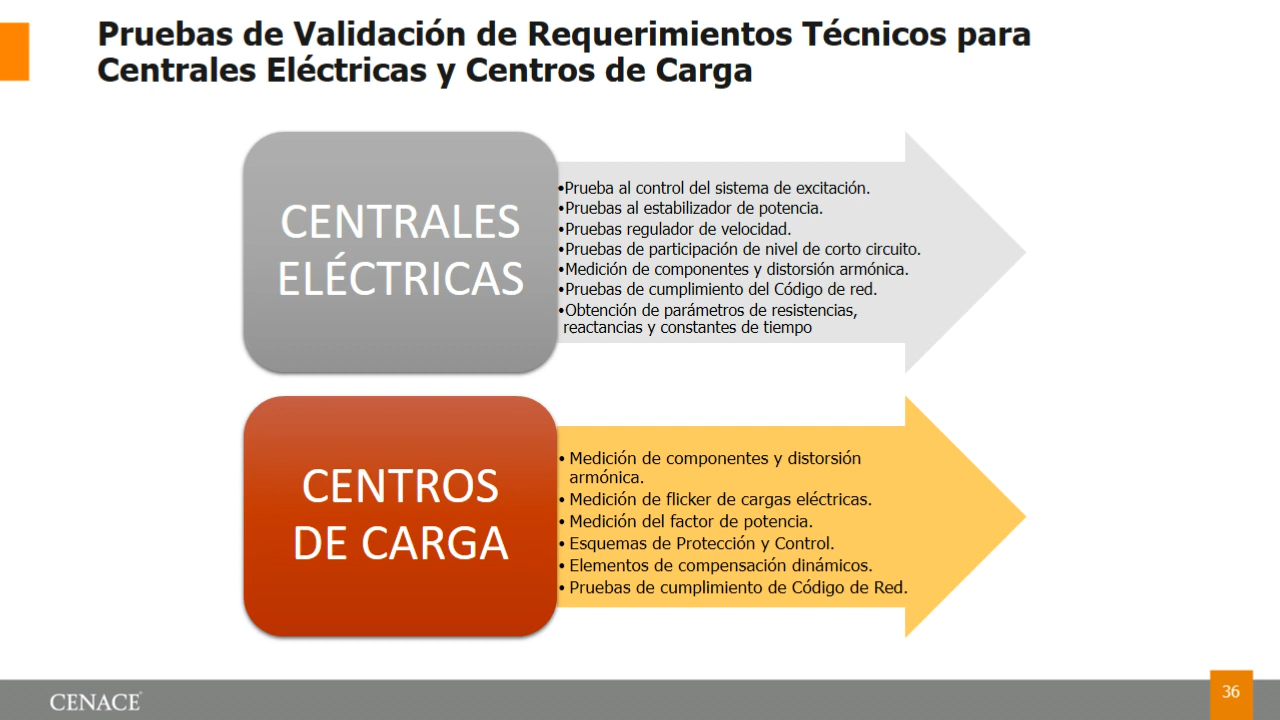 Pruebas de Validación de Requerimientos Técnicos para
Centrales Eléctricas y Centros de Carga
CENTRALES
ELÉCTRICAS
•Prueba al control del sistema de excitación.
•Pruebas al estabilizador de potencia.
•Pruebas regulador de velocidad.
•Pruebas de participación de nivel de corto circuito.
•Medición de componentes y distorsión armónica.
•Pruebas de cumplimiento del Código de red.
•Obtención de parámetros de resistencias,
reactancias y constantes de tiempo
CENTROS
DE CARGA
• Medición de componentes y distorsión
armónica.
• Medición de flicker de cargas eléctricas.
• Medición del factor de potencia.
• Esquemas de Protección y Control.
• Elementos de compensación dinámicos.
• Pruebas de cumplimiento de Código de Red.
CENACE
36